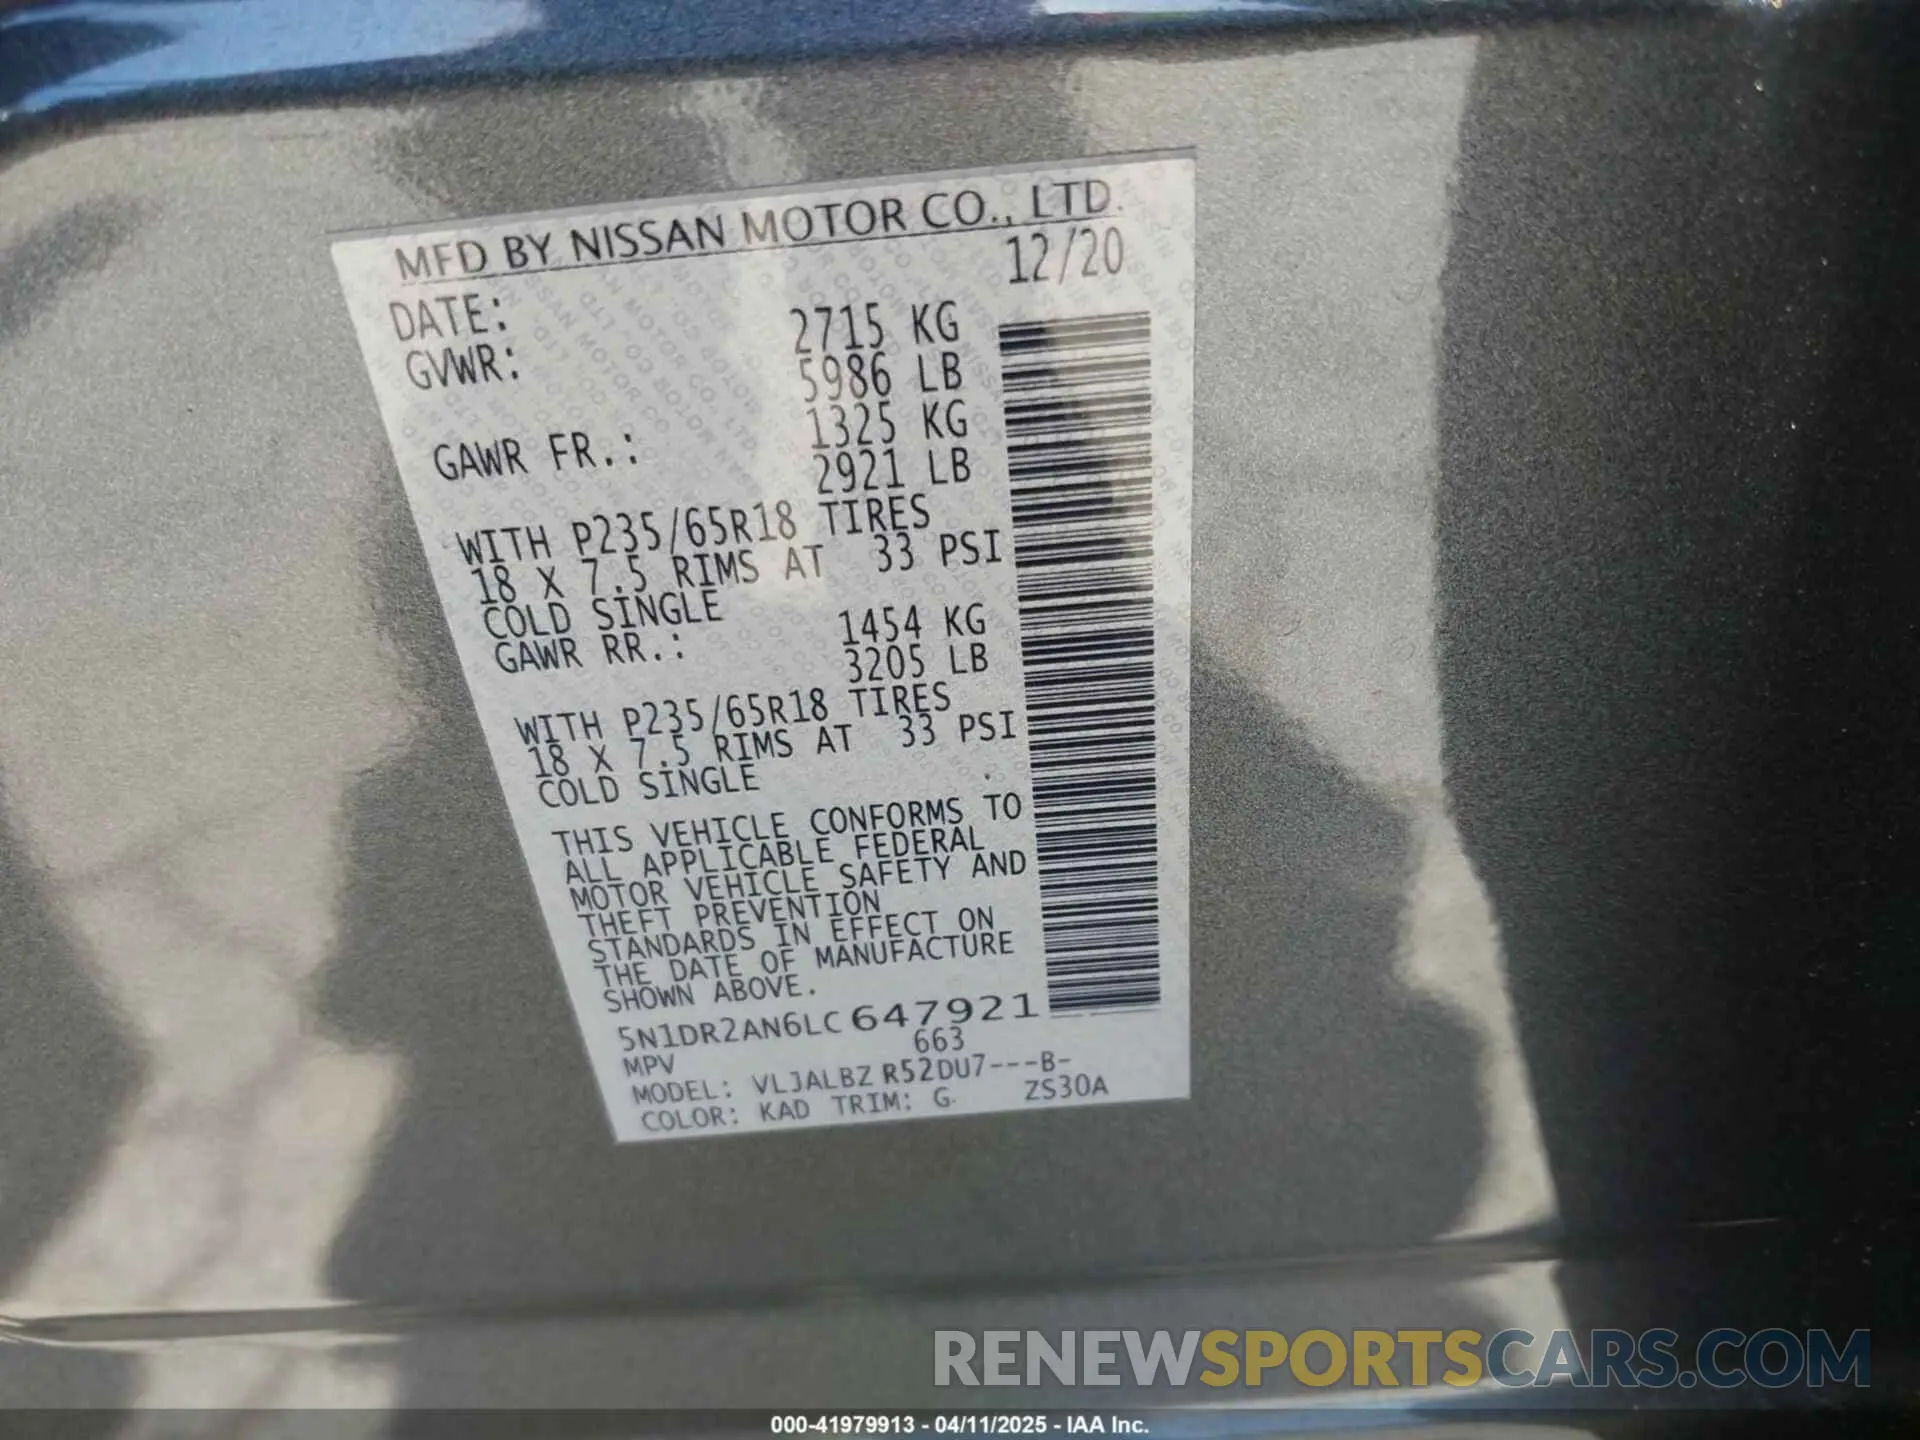 MFD BY NISSAN MOTOR CO., LTD.
DATE: 12/20
GVWR: 2715 KG
5986 LB
GAWR FR.: 1325 KG
2921 LB
WITH P235/65R18 TIRES
18 X 7.5 RIMS AT 33 PSI
COLD SINGLE
GAWR RR.: 1454 KG
3205 LB
WITH P235/65R18 TIRES
18 X 7.5 RIMS AT 33 PSI
COLD SINGLE
THIS VEHICLE CONFORMS TO
ALL APPLICABLE FEDERAL
MOTOR VEHICLE SAFETY AND
THEFT PREVENTION
STANDARDS IN EFFECT ON
THE DATE OF MANUFACTURE
SHOWN ABOVE.
5N1DR2AN6LC647921
MPV 663
MODEL: VLJALBZ R52DU7---B-
COLOR: KAD TRIM: G ZS30A
RENEWSPORTSCARS.COM
000-41979913 - 04/11/2025 - IAA Inc.